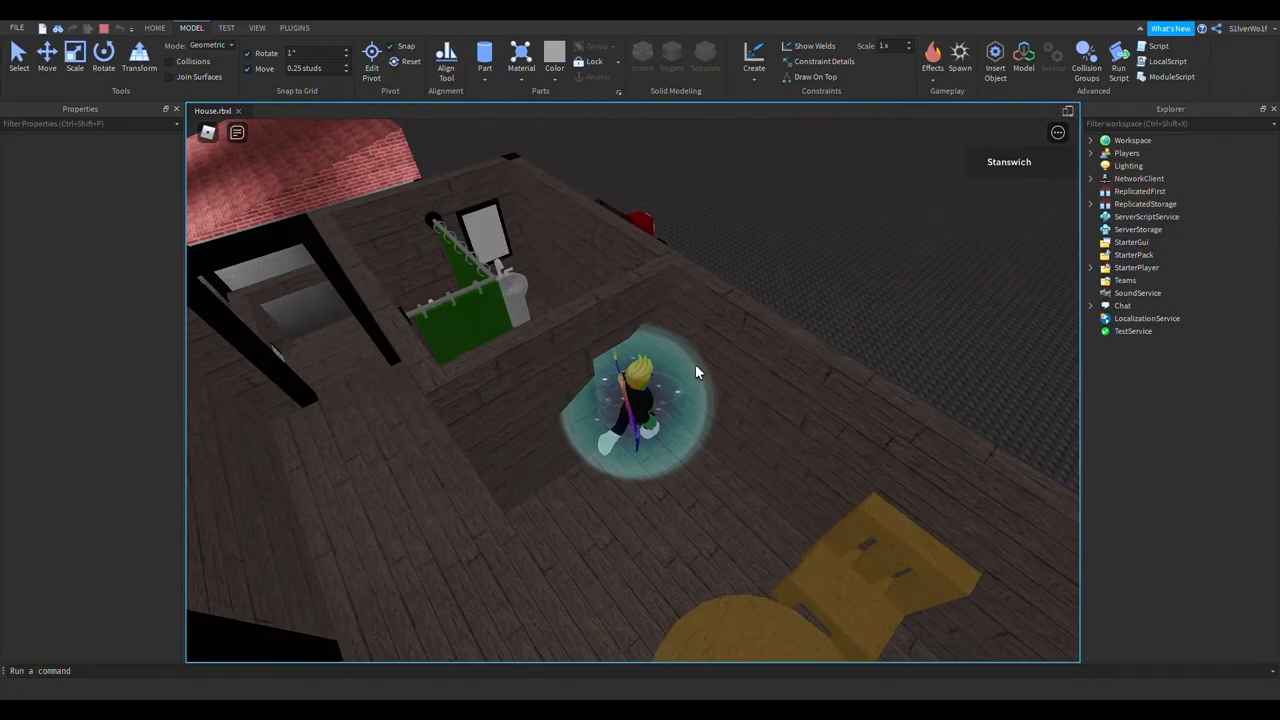 FILE HOME MODEL TEST VIEW PLUGINS What's New S1lverWo1f
Select Move Scale Rotate Transform
Mode: Geometric
Collisions
Join Surfaces
Tools
Rotate 1°
Move 0.25 studs
Snap to Grid
Edit Pivot
Snap
Reset
Pivot
Align Tool
Alignment
Part Material Color
Group
Lock
Anchor
Parts
Union Negate Separate
Solid Modeling
Create
Show Welds
Constraint Details
Draw On Top
Scale 1 x
Constraints
Effects Spawn
Gameplay
Insert Object
Model
Service
Collision Groups
Run Script
Script
LocalScript
ModuleScript
Advanced
Properties
Filter Properties (Ctrl+Shift+P)
House.rbxl
Stanswich
Explorer
Filter workspace (Ctrl+Shift+X)
Workspace
Players
Lighting
NetworkClient
ReplicatedFirst
ReplicatedStorage
ServerScriptService
ServerStorage
StarterGui
StarterPack
StarterPlayer
Teams
SoundService
Chat
LocalizationService
TestService
Run a command